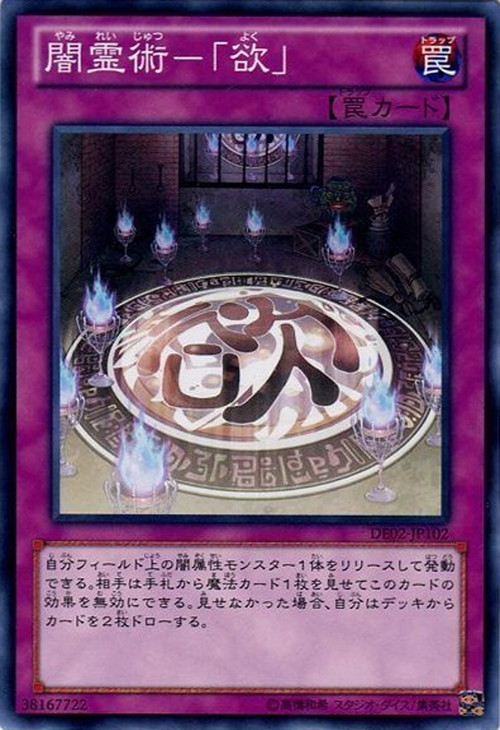 闇霊術－「欲」
罠
トラップ
【罠カード】
慾
DE02-JP102
自分フィールド上の闇属性モンスター１体をリリースして発動
できる。相手は手札から魔法カード１枚を見せてこのカードの
効果を無効にできる。見せなかった場合、自分はデッキから
カードを２枚ドローする。
38167722
©高橋和希 スタジオ・ダイス/集英社